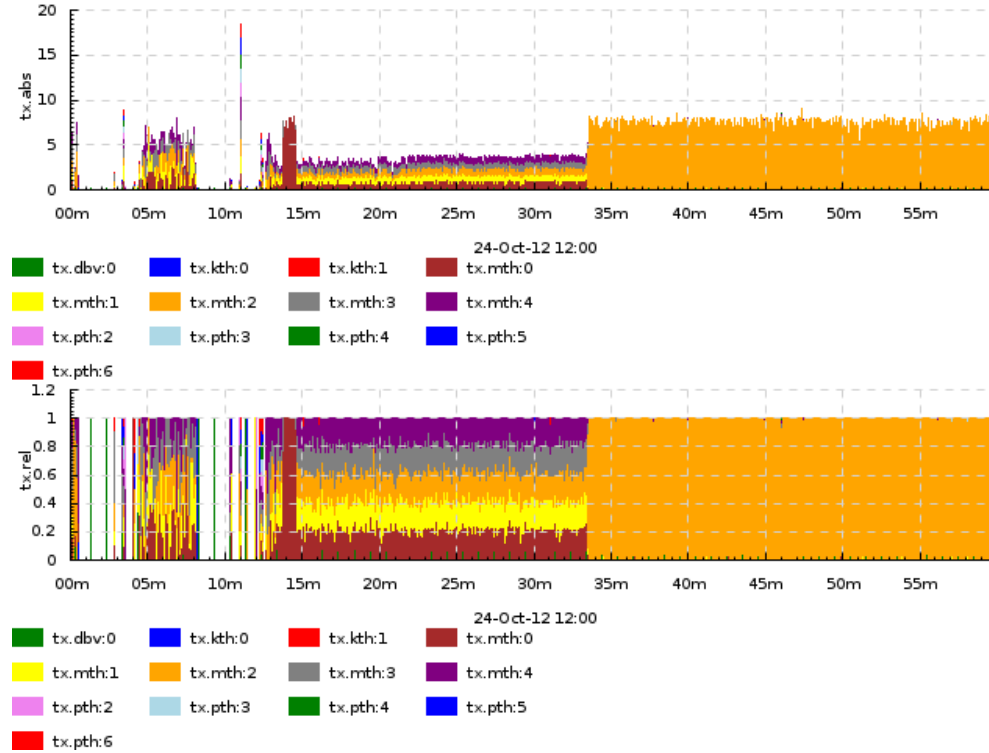 20
15
10
5
0
tx.abs
00m 05m 10m 15m 20m 25m 30m 35m 40m 45m 50m 55m
24-Oct-12 12:00
tx.dbv:0 tx.kth:0 tx.kth:1 tx.mth:0
tx.mth:1 tx.mth:2 tx.mth:3 tx.mth:4
tx.pth:2 tx.pth:3 tx.pth:4 tx.pth:5
tx.pth:6
1.2
1
0.8
0.6
0.4
0.2
0
tx.rel
00m 05m 10m 15m 20m 25m 30m 35m 40m 45m 50m 55m
24-Oct-12 12:00
tx.dbv:0 tx.kth:0 tx.kth:1 tx.mth:0
tx.mth:1 tx.mth:2 tx.mth:3 tx.mth:4
tx.pth:2 tx.pth:3 tx.pth:4 tx.pth:5
tx.pth:6